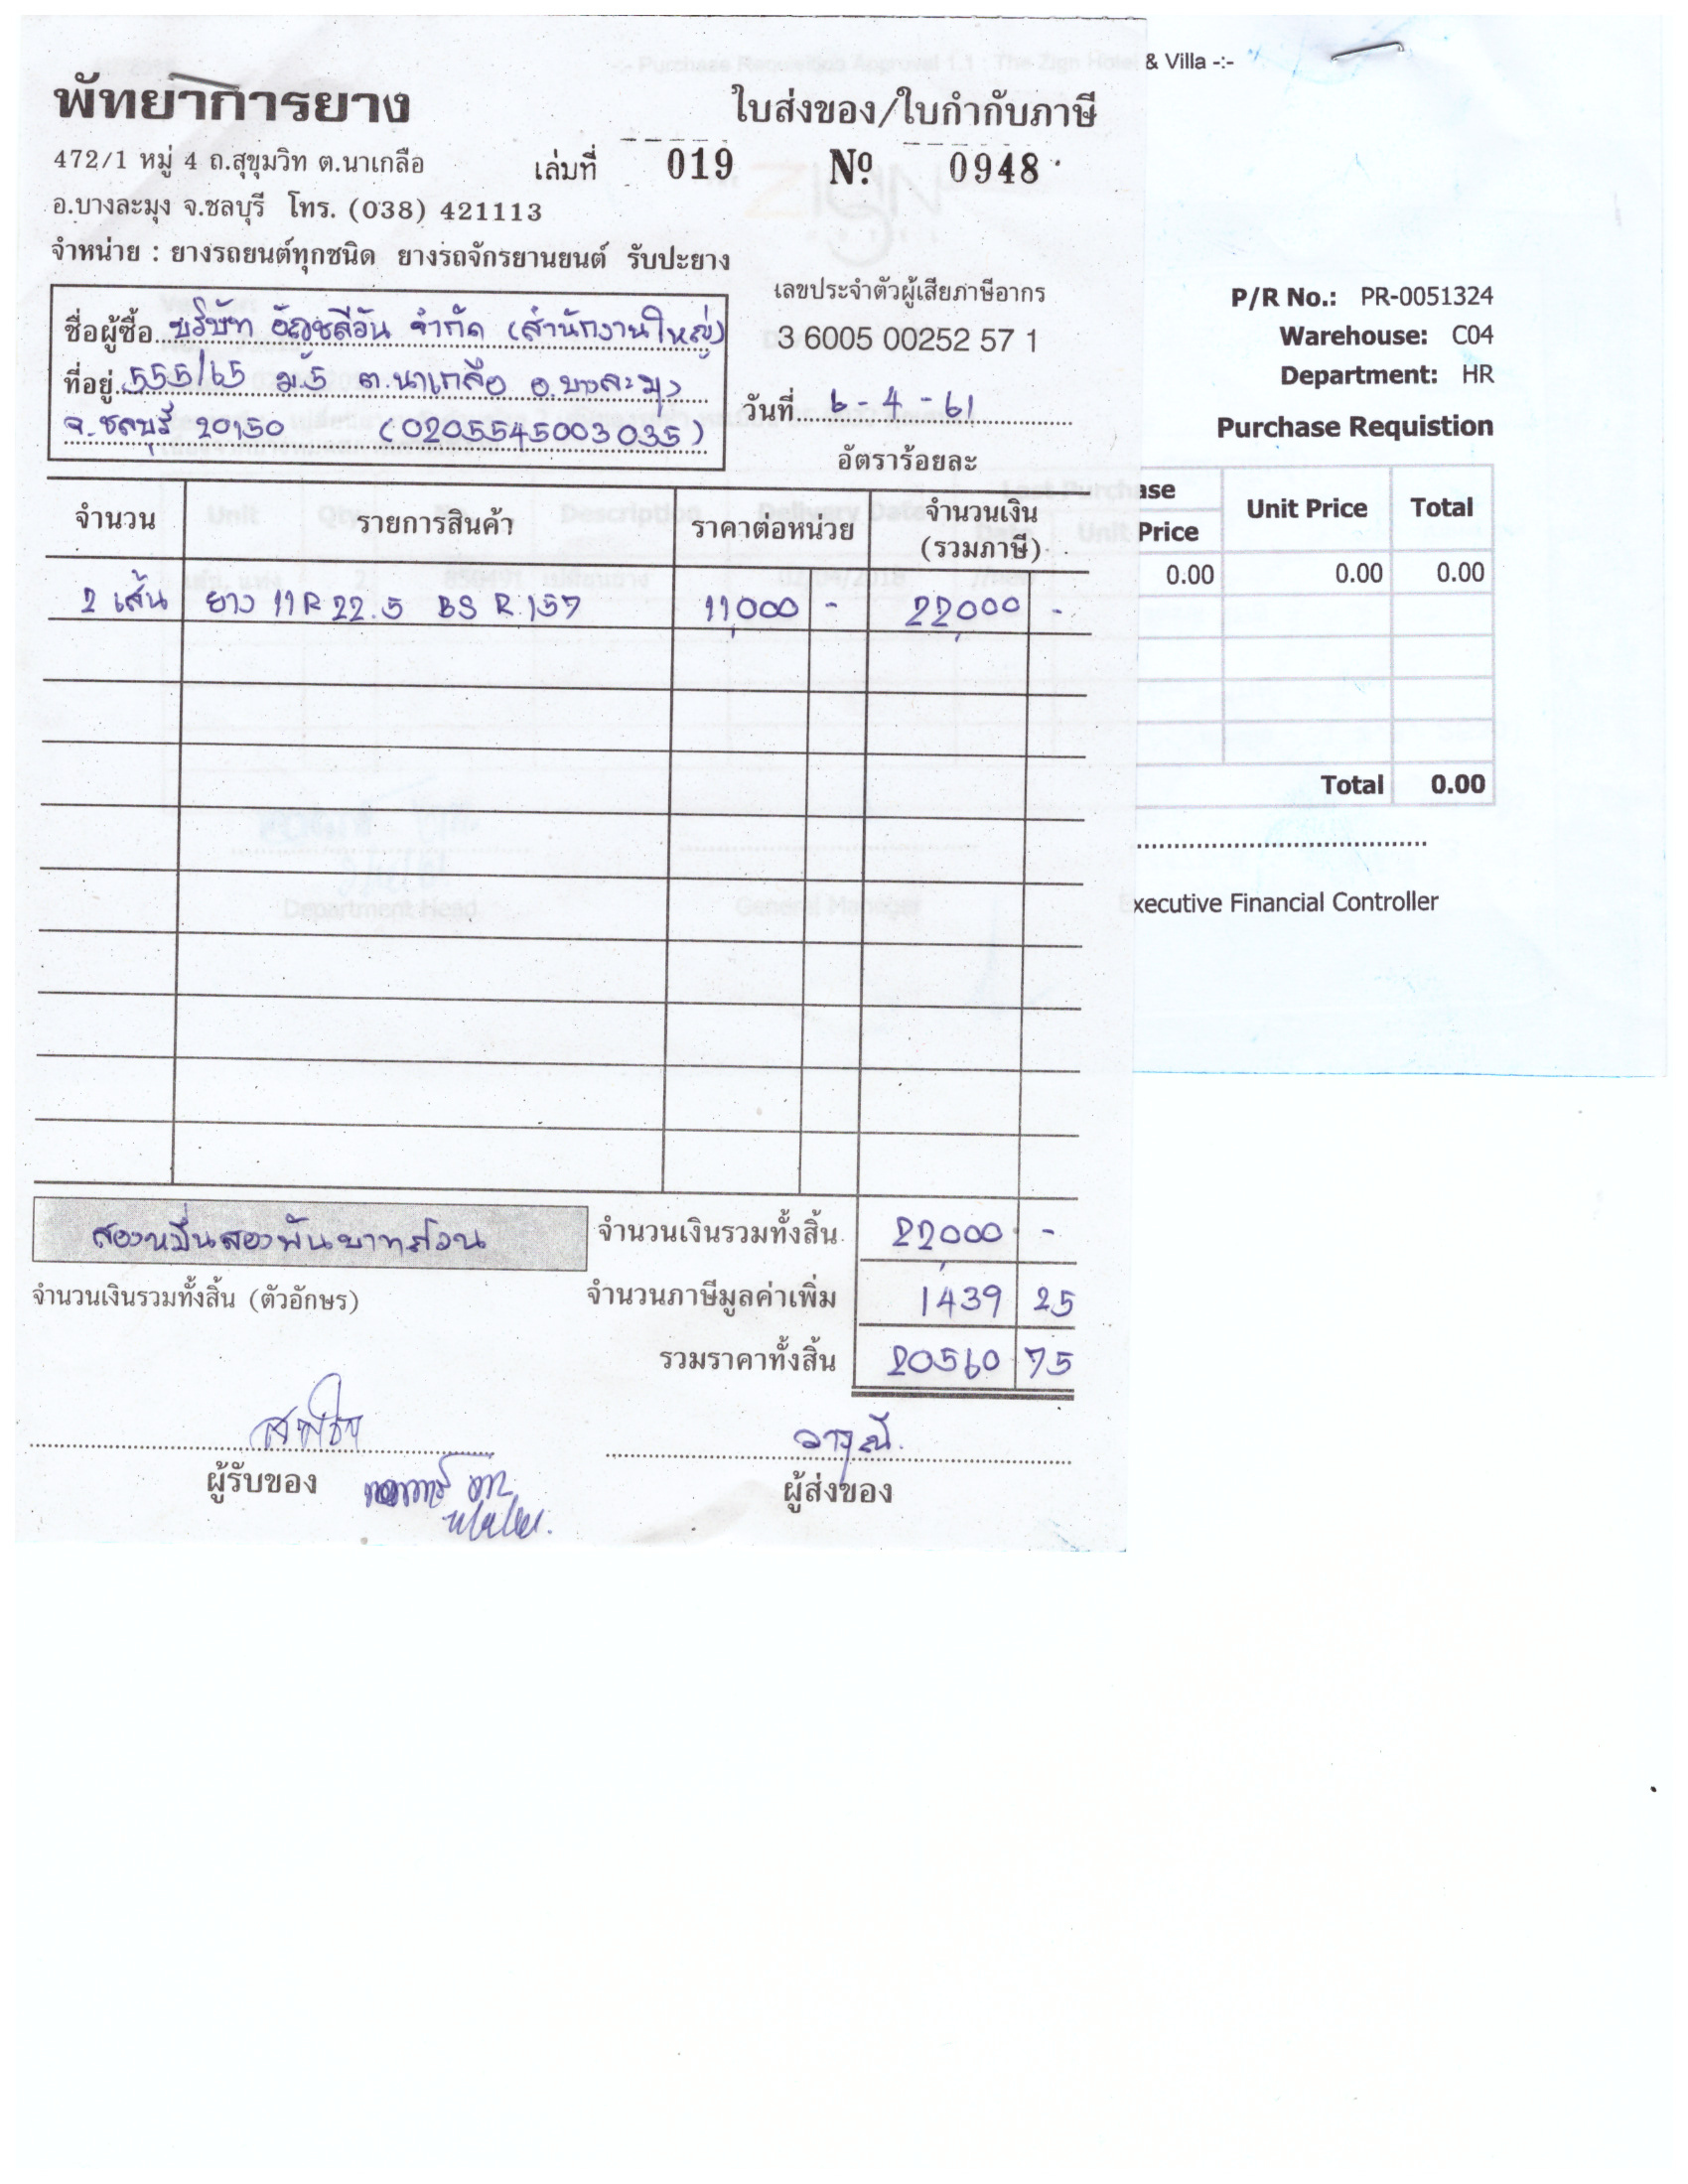 & Villa -:-
พัทยาการยาง
ใบส่งของ/ใบกำกับภาษี
472/1 หมู่ 4 ถ.สุขุมวิท ต.นาเกลือ
เล่มที่ 019 № 0948
อ.บางละมุง จ.ชลบุรี โทร. (038) 421113
จำหน่าย : ยางรถยนต์ทุกชนิด ยางรถจักรยานยนต์ รับปะยาง
เลขประจำตัวผู้เสียภาษีอากร
3 6005 00252 57 1
ชื่อผู้ซื้อ บริษัท อัญชลีวัน จำกัด (สำนักงานใหญ่)
ที่อยู่ 555/65 ม.5 ต.นาเกลือ อ.บางละมุง
จ.ชลบุรี 20150 (0205545003035)
วันที่ 6-4-61
อัตราร้อยละ
P/R No.: PR-0051324
Warehouse: C04
Department: HR
Purchase Requistion
จำนวน รายการสินค้า ราคาต่อหน่วย จำนวนเงิน
(รวมภาษี)
2 เส้น ยาง 11R 22.5 BS R.157 11,000 - 22,000 -
Price Unit Price Total
0.00 0.00 0.00
Total 0.00
Executive Financial Controller
สองหมื่นสองพันบาทถ้วน
จำนวนเงินรวมทั้งสิ้น 22,000 -
จำนวนเงินรวมทั้งสิ้น (ตัวอักษร)
จำนวนภาษีมูลค่าเพิ่ม 1439 25
รวมราคาทั้งสิ้น 20560 75
ผู้รับของ
ผู้ส่งของ